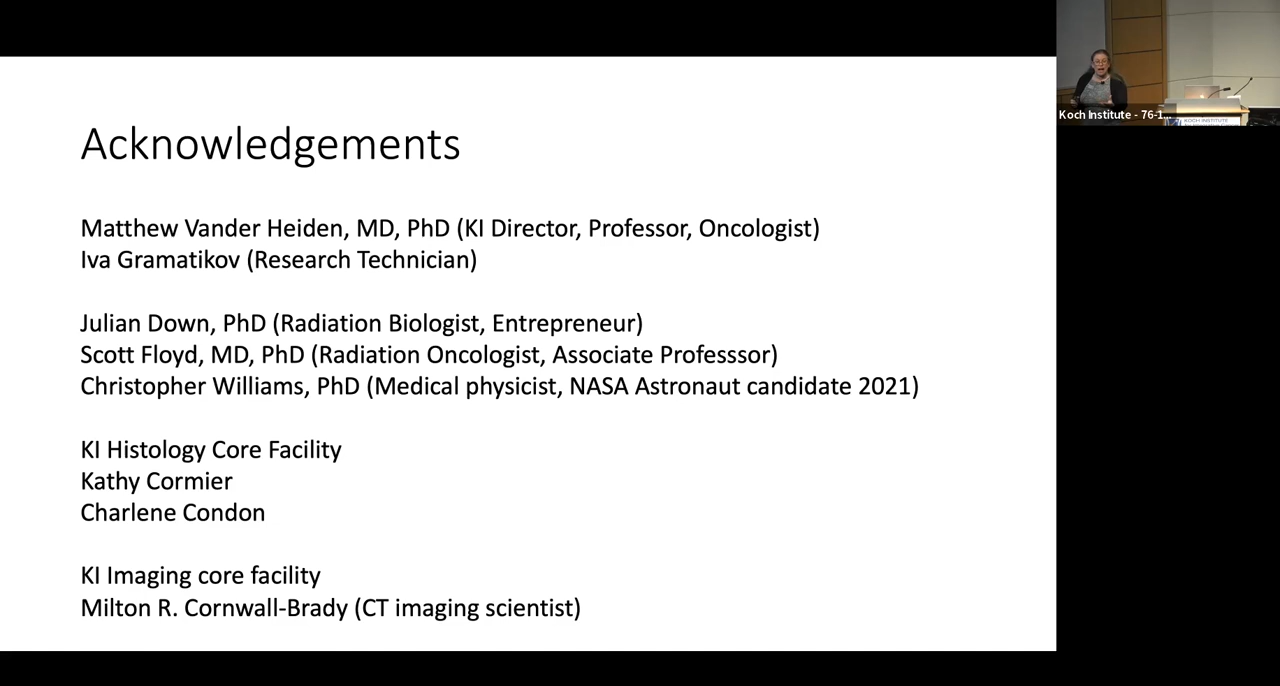 Acknowledgements
Matthew Vander Heiden, MD, PhD (KI Director, Professor, Oncologist)
Iva Gramatikov (Research Technician)
Julian Down, PhD (Radiation Biologist, Entrepreneur)
Scott Floyd, MD, PhD (Radiation Oncologist, Associate Professsor)
Christopher Williams, PhD (Medical physicist, NASA Astronaut candidate 2021)
KI Histology Core Facility
Kathy Cormier
Charlene Condon
KI Imaging core facility
Milton R. Cornwall-Brady (CT imaging scientist)
Koch Institute - 76-1...
KOCH INSTITUTE